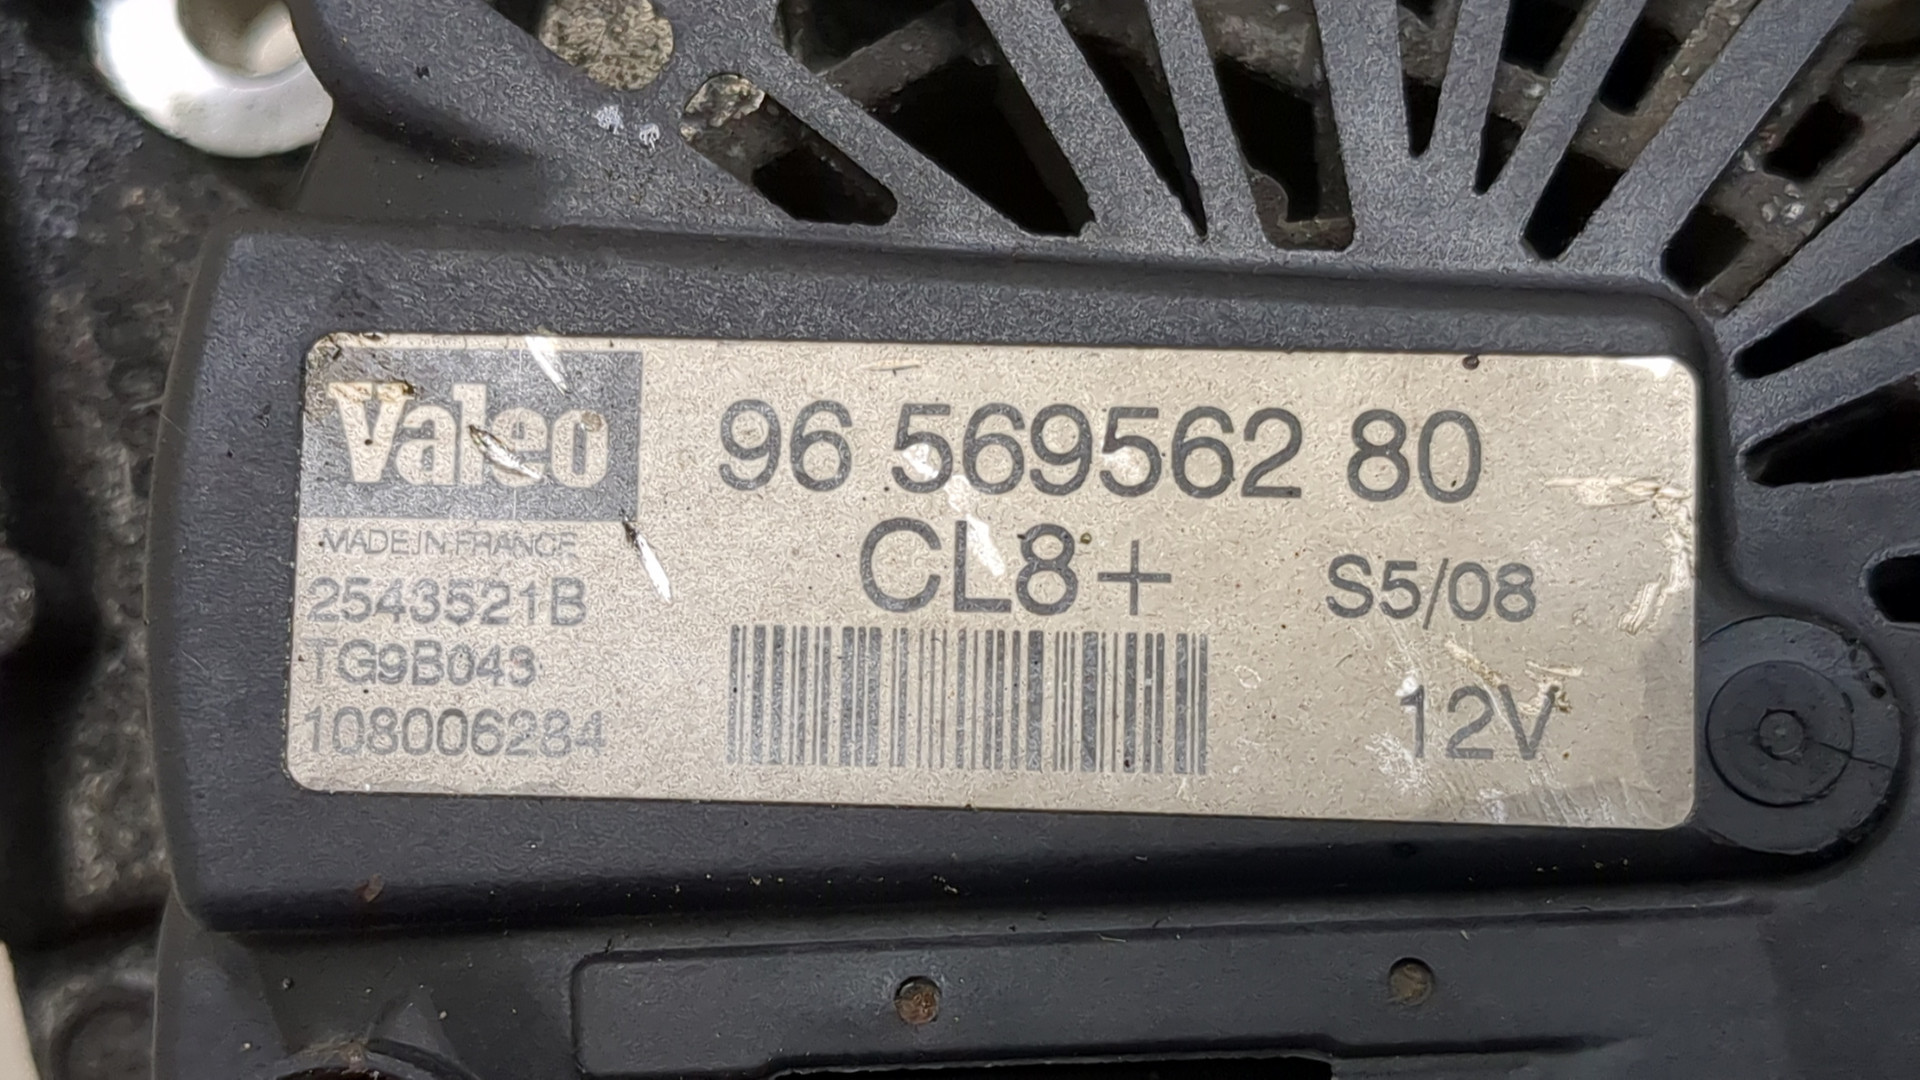 Valeo
96 569562 80
MADE IN FRANCE
CL8+
S5/08
2543521B
TG9B043
108006284
12V